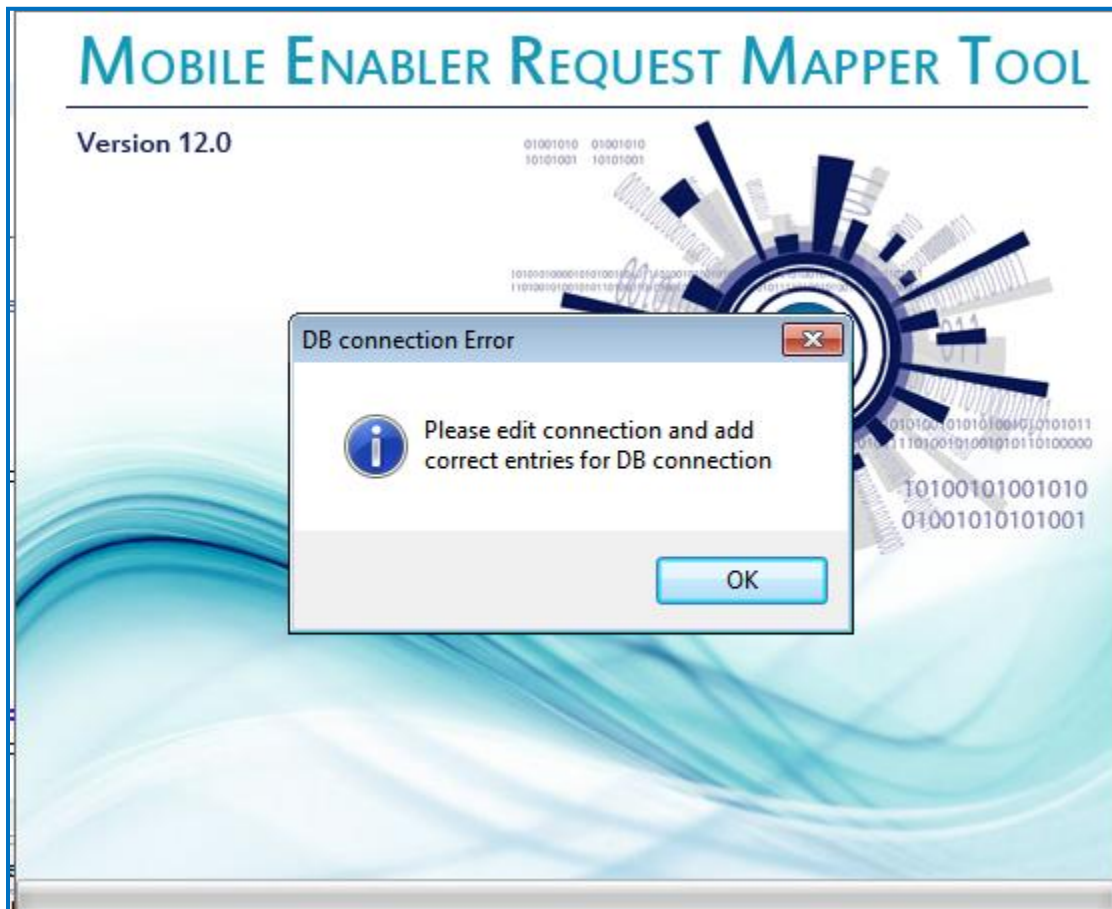 MOBILE ENABLER REQUEST MAPPER TOOL
Version 12.0
01001010 01001010
10101001 10101001
DB connection Error
Please edit connection and add
correct entries for DB connection
OK
011
10100101001010
01001010101001